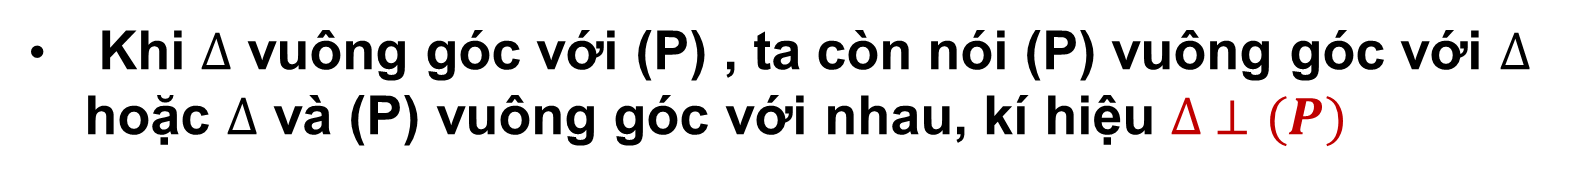 • Khi Δ vuông góc với (P) , ta còn nói (P) vuông góc với Δ
hoặc Δ và (P) vuông góc với nhau, kí hiệu Δ ⊥ (P)